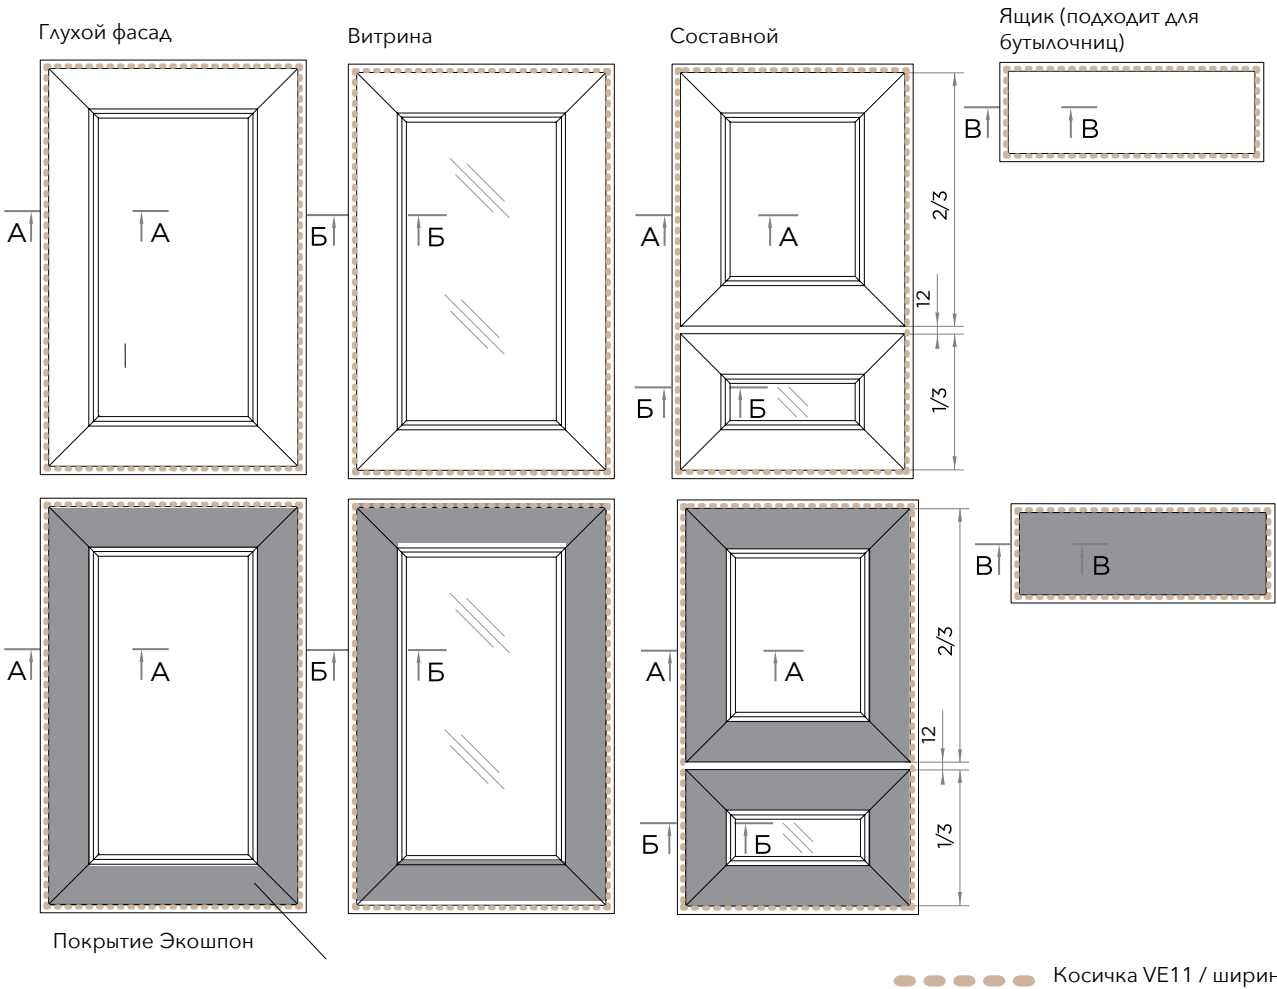 Глухой фасад
Витрина
Составной
Ящик (подходит для
бутылочниц)
А
А
Б
Б
А
А
В
В
2/3
12
Б
Б
1/3
А
А
Б
Б
А
А
В
В
2/3
12
Б
Б
1/3
Покрытие Экошпон
Косичка VE11 / ширин